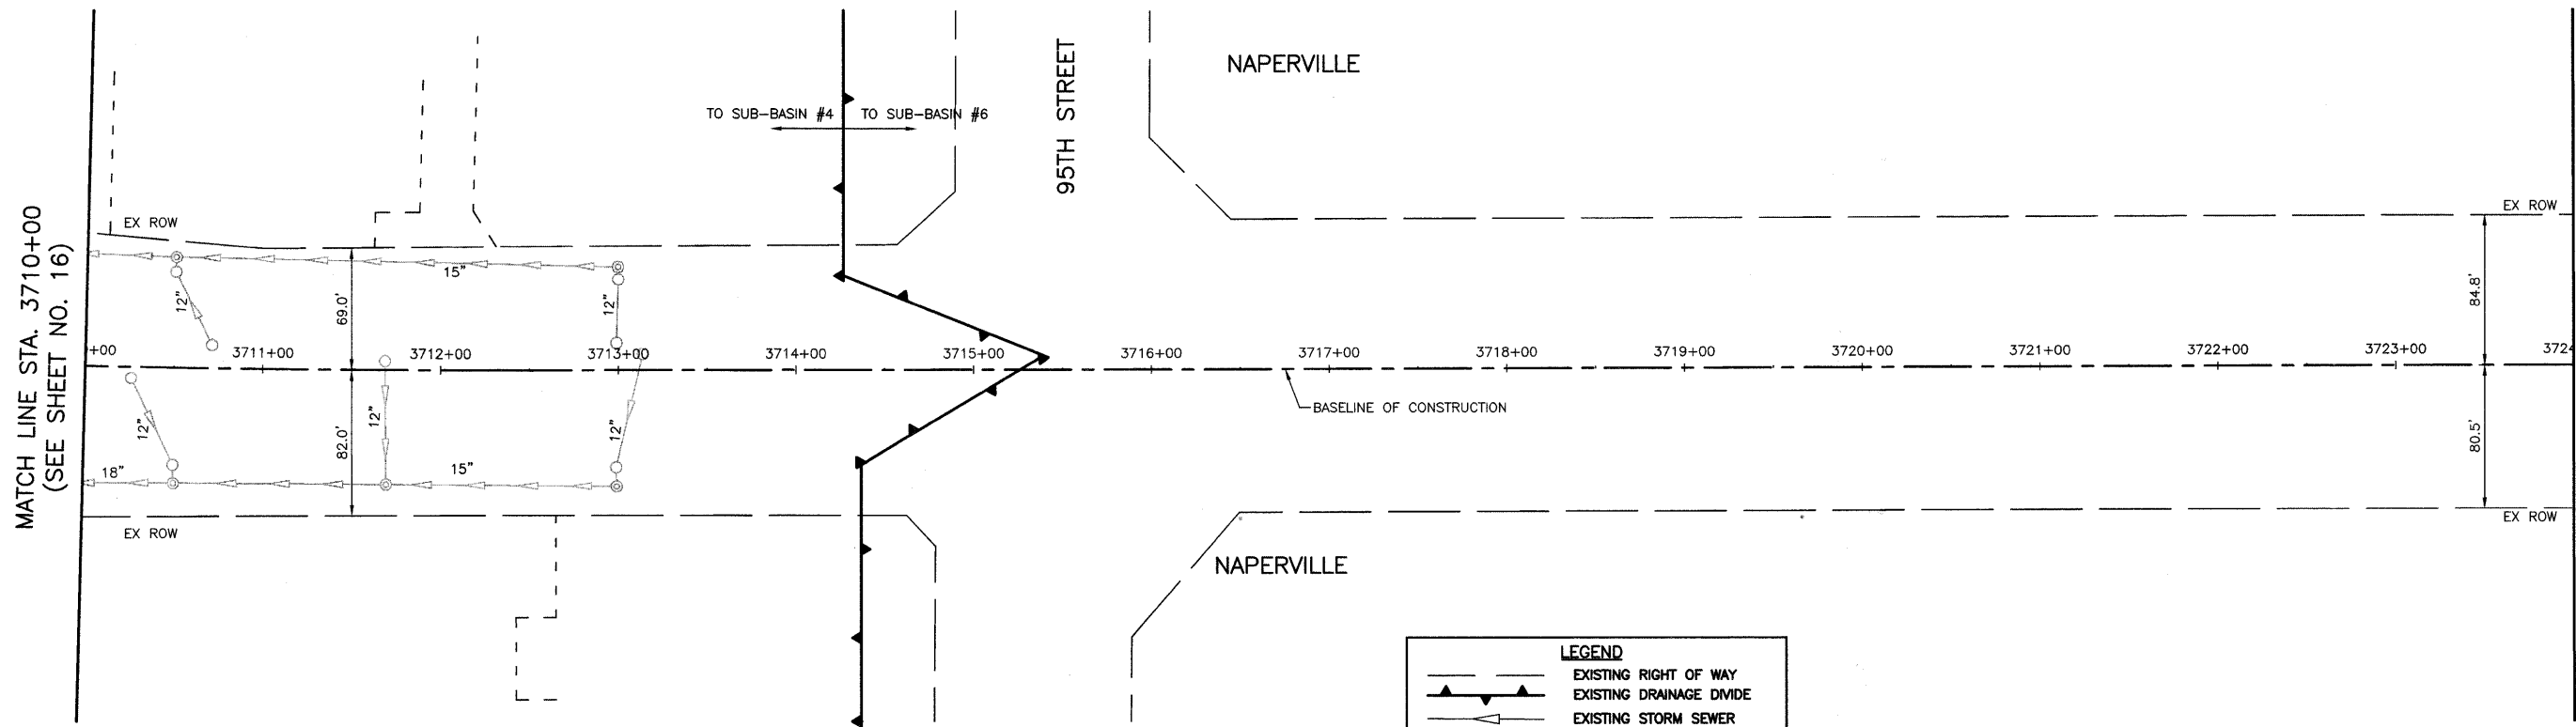 MATCH LINE STA. 3710+00
(SEE SHEET NO. 16)
NAPERVILLE
95TH STREET
TO SUB-BASIN #4
TO SUB-BASIN #6
EX ROW
EX ROW
15"
12"
12"
69.0'
84.8'
+00
3711+00
3712+00
3713+00
3714+00
3715+00
3716+00
3717+00
3718+00
3719+00
3720+00
3721+00
3722+00
3723+00
3724
BASELINE OF CONSTRUCTION
12"
12"
12"
82.0'
80.5'
18"
15"
EX ROW
EX ROW
NAPERVILLE
LEGEND
EXISTING RIGHT OF WAY
EXISTING DRAINAGE DIVIDE
EXISTING STORM SEWER